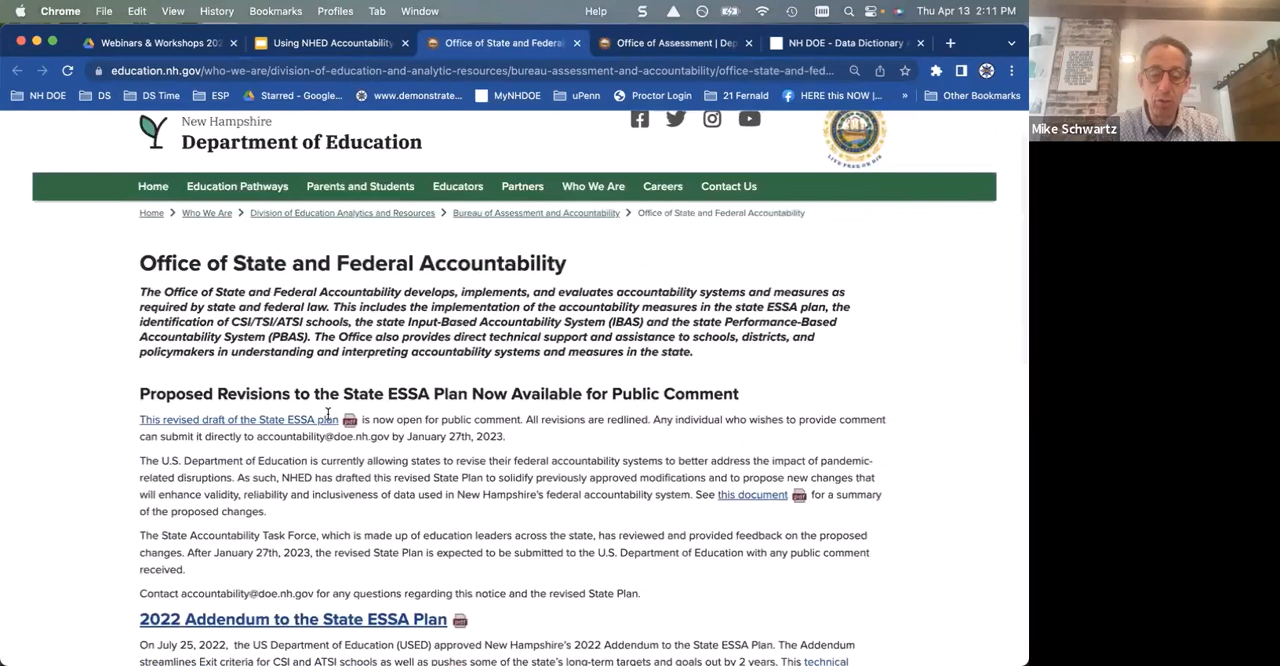 Chrome File Edit View History Bookmarks Profiles Tab Window Help Thu Apr 13 2:11 PM
Webinars & Workshops 202 Using NHED Accountability Office of State and Federa Office of Assessment | Dep NH DOE - Data Dictionary
education.nh.gov/who-we-are/division-of-education-and-analytic-resources/bureau-assessment-and-accountability/office-state-and-fed...
NH DOE DS DS Time ESP Starred - Google... www.demonstrate... MyNHDOE uPenn Proctor Login 21 Fernald HERE this NOW |... » Other Bookmarks
Mike Schwartz
New Hampshire
Department of Education
Home Education Pathways Parents and Students Educators Partners Who We Are Careers Contact Us
Home > Who We Are > Division of Education Analytics and Resources > Bureau of Assessment and Accountability > Office of State and Federal Accountability
Office of State and Federal Accountability
The Office of State and Federal Accountability develops, implements, and evaluates accountability systems and measures as
required by state and federal law. This includes the implementation of the accountability measures in the state ESSA plan, the
identification of CSI/TSI/ATSI schools, the state Input-Based Accountability System (IBAS) and the state Performance-Based
Accountability System (PBAS). The Office also provides direct technical support and assistance to schools, districts, and
policymakers in understanding and interpreting accountability systems and measures in the state.
Proposed Revisions to the State ESSA Plan Now Available for Public Comment
This revised draft of the State ESSA plan is now open for public comment. All revisions are redlined. Any individual who wishes to provide comment
can submit it directly to accountability@doe.nh.gov by January 27th, 2023.
The U.S. Department of Education is currently allowing states to revise their federal accountability systems to better address the impact of pandemic-
related disruptions. As such, NHED has drafted this revised State Plan to solidify previously approved modifications and to propose new changes that
will enhance validity, reliability and inclusiveness of data used in New Hampshire's federal accountability system. See this document for a summary
of the proposed changes.
The State Accountability Task Force, which is made up of education leaders across the state, has reviewed and provided feedback on the proposed
changes. After January 27th, 2023, the revised State Plan is expected to be submitted to the U.S. Department of Education with any public comment
received.
Contact accountability@doe.nh.gov for any questions regarding this notice and the revised State Plan.
2022 Addendum to the State ESSA Plan
On July 25, 2022, the US Department of Education (USED) approved New Hampshire's 2022 Addendum to the State ESSA Plan. The Addendum
streamlines Exit criteria for CSI and ATSI schools as well as pushes some of the state's long-term targets and goals out by 2 years. This technical